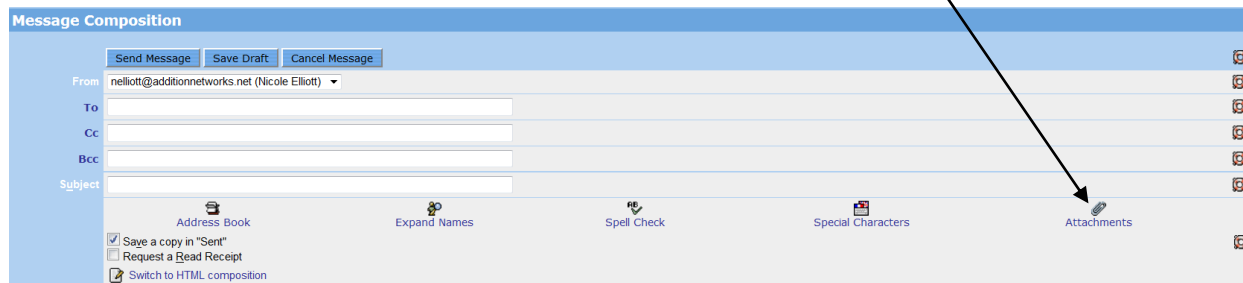 Message Composition
Send Message Save Draft Cancel Message
From nelliott@additionnetworks.net (Nicole Elliott)
To
Cc
Bcc
Subject
Address Book Expand Names Spell Check Special Characters Attachments
Save a copy in "Sent"
Request a Read Receipt
Switch to HTML composition